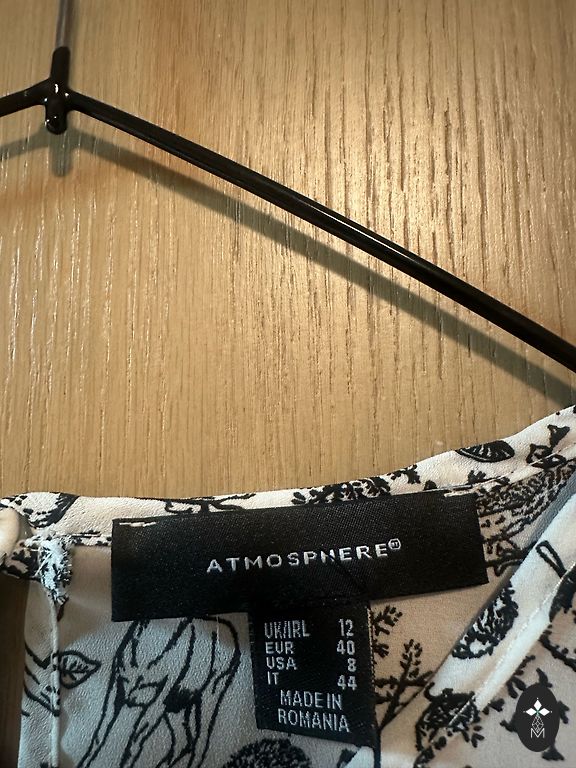 ATMOSPHERE®
UK/IRL 12
EUR 40
USA 8
IT 44
MADE IN
ROMANIA
M